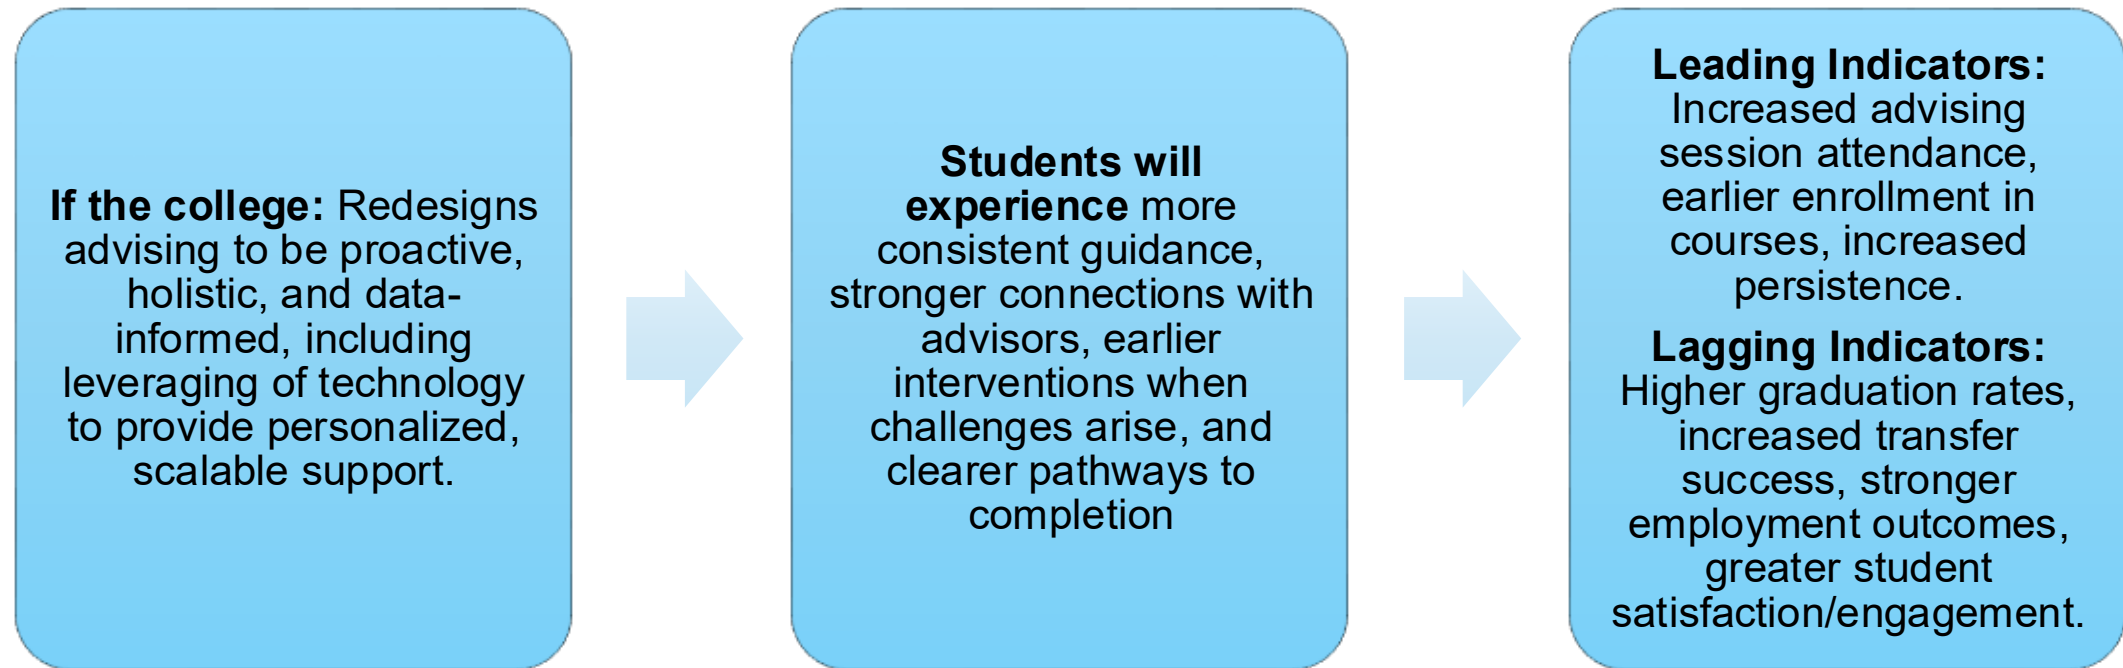 If the college: Redesigns
advising to be proactive,
holistic, and data-
informed, including
leveraging of technology
to provide personalized,
scalable support.
Students will
experience more
consistent guidance,
stronger connections with
advisors, earlier
interventions when
challenges arise, and
clearer pathways to
completion
Leading Indicators:
Increased advising
session attendance,
earlier enrollment in
courses, increased
persistence.
Lagging Indicators:
Higher graduation rates,
increased transfer
success, stronger
employment outcomes,
greater student
satisfaction/engagement.